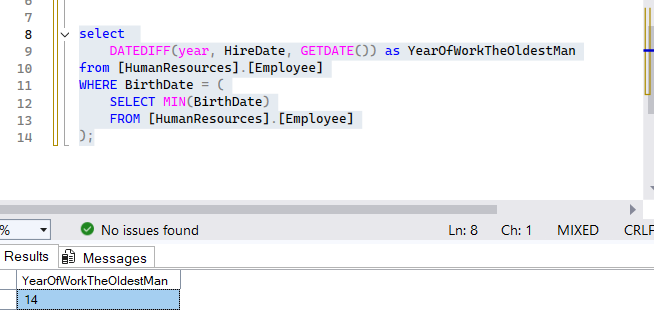 7
8 select
9 DATEDIFF(year, HireDate, GETDATE()) as YearOfWorkTheOldestMan
10 from [HumanResources].[Employee]
11 WHERE BirthDate = (
12 SELECT MIN(BirthDate)
13 FROM [HumanResources].[Employee]
14 );
% No issues found Ln: 8 Ch: 1 MIXED CRLF
Results Messages
YearOfWorkTheOldestMan
14